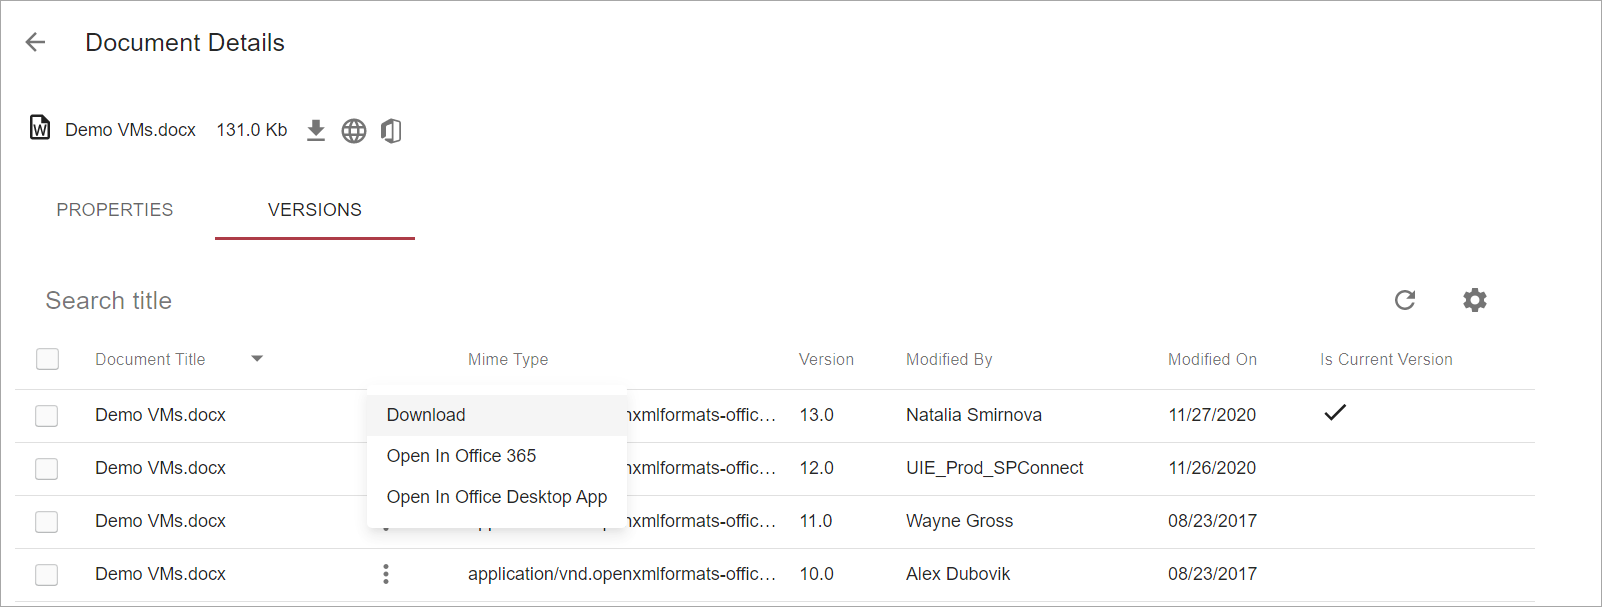 Document Details
W Demo VMs.docx 131.0 Kb
PROPERTIES VERSIONS
Search title
Document Title Mime Type Version Modified By Modified On Is Current Version
Demo VMs.docx Download nxmlformats-offic... 13.0 Natalia Smirnova 11/27/2020
Open In Office 365
Demo VMs.docx nxmlformats-offic... 12.0 UIE_Prod_SPConnect 11/26/2020
Open In Office Desktop App
Demo VMs.docx nxmlformats-offic... 11.0 Wayne Gross 08/23/2017
Demo VMs.docx application/vnd.openxmlformats-offic... 10.0 Alex Dubovik 08/23/2017